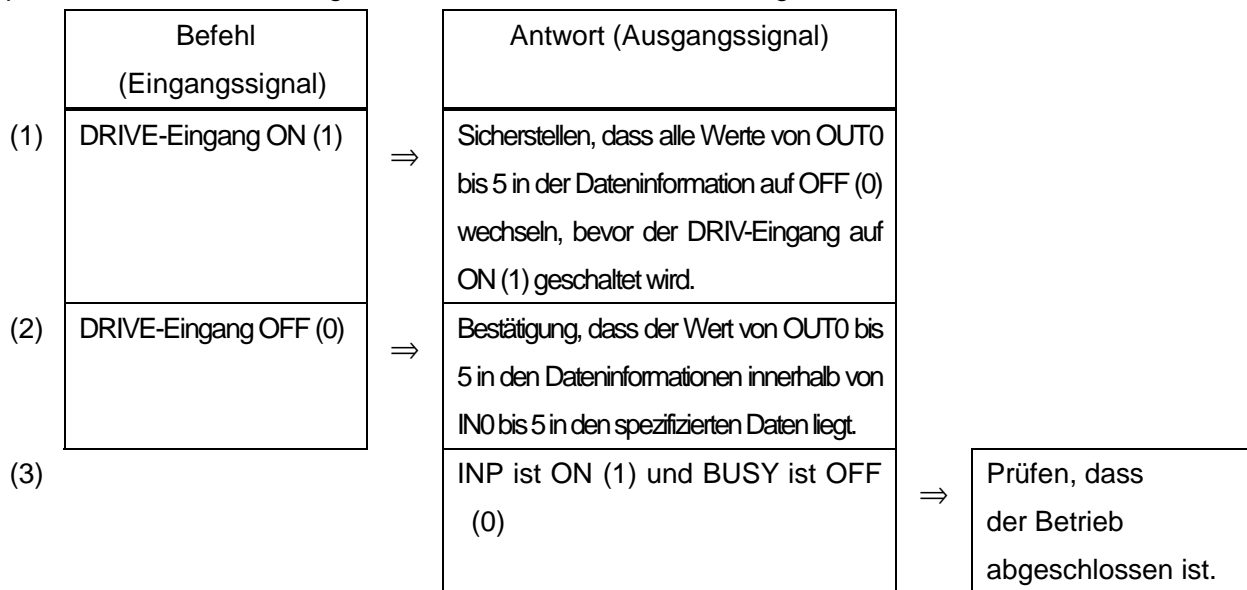 Befehl
(Eingangssignal)
Antwort (Ausgangssignal)
(1)
DRIVE-Eingang ON (1)
⇒
Sicherstellen, dass alle Werte von OUT0
bis 5 in der Dateninformation auf OFF (0)
wechseln, bevor der DRIV-Eingang auf
ON (1) geschaltet wird.
(2)
DRIVE-Eingang OFF (0)
⇒
Bestätigung, dass der Wert von OUT0 bis
5 in den Dateninformationen innerhalb von
IN0 bis 5 in den spezifizierten Daten liegt.
(3)
INP ist ON (1) und BUSY ist OFF
(0)
⇒
Prüfen, dass
der Betrieb
abgeschlossen ist.